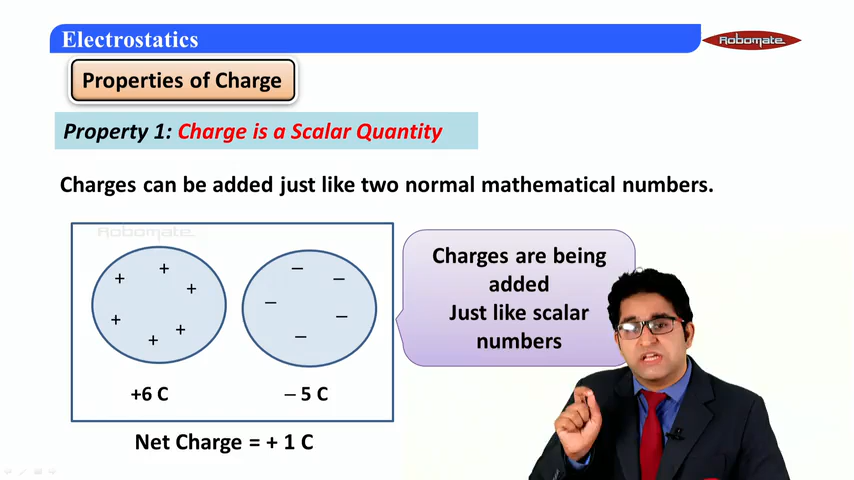 Electrostatics
Robomate
Properties of Charge
Property 1: Charge is a Scalar Quantity
Charges can be added just like two normal mathematical numbers.
Robomate
+ + + + + +
– – – – –
+6 C
– 5 C
Net Charge = + 1 C
Charges are being
added
Just like scalar
numbers